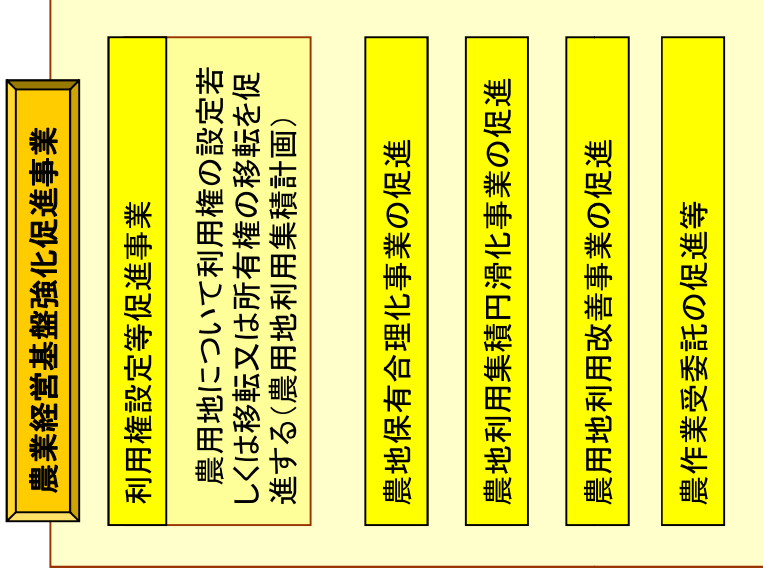 農業経営基盤強化促進事業
利用権設定等促進事業
農用地について利用権の設定若
しくは移転又は所有権の移転を促
進する（農用地利用集積計画）
農地保有合理化事業の促進
農地利用集積円滑化事業の促進
農用地利用改善事業の促進
農作業受委託の促進等